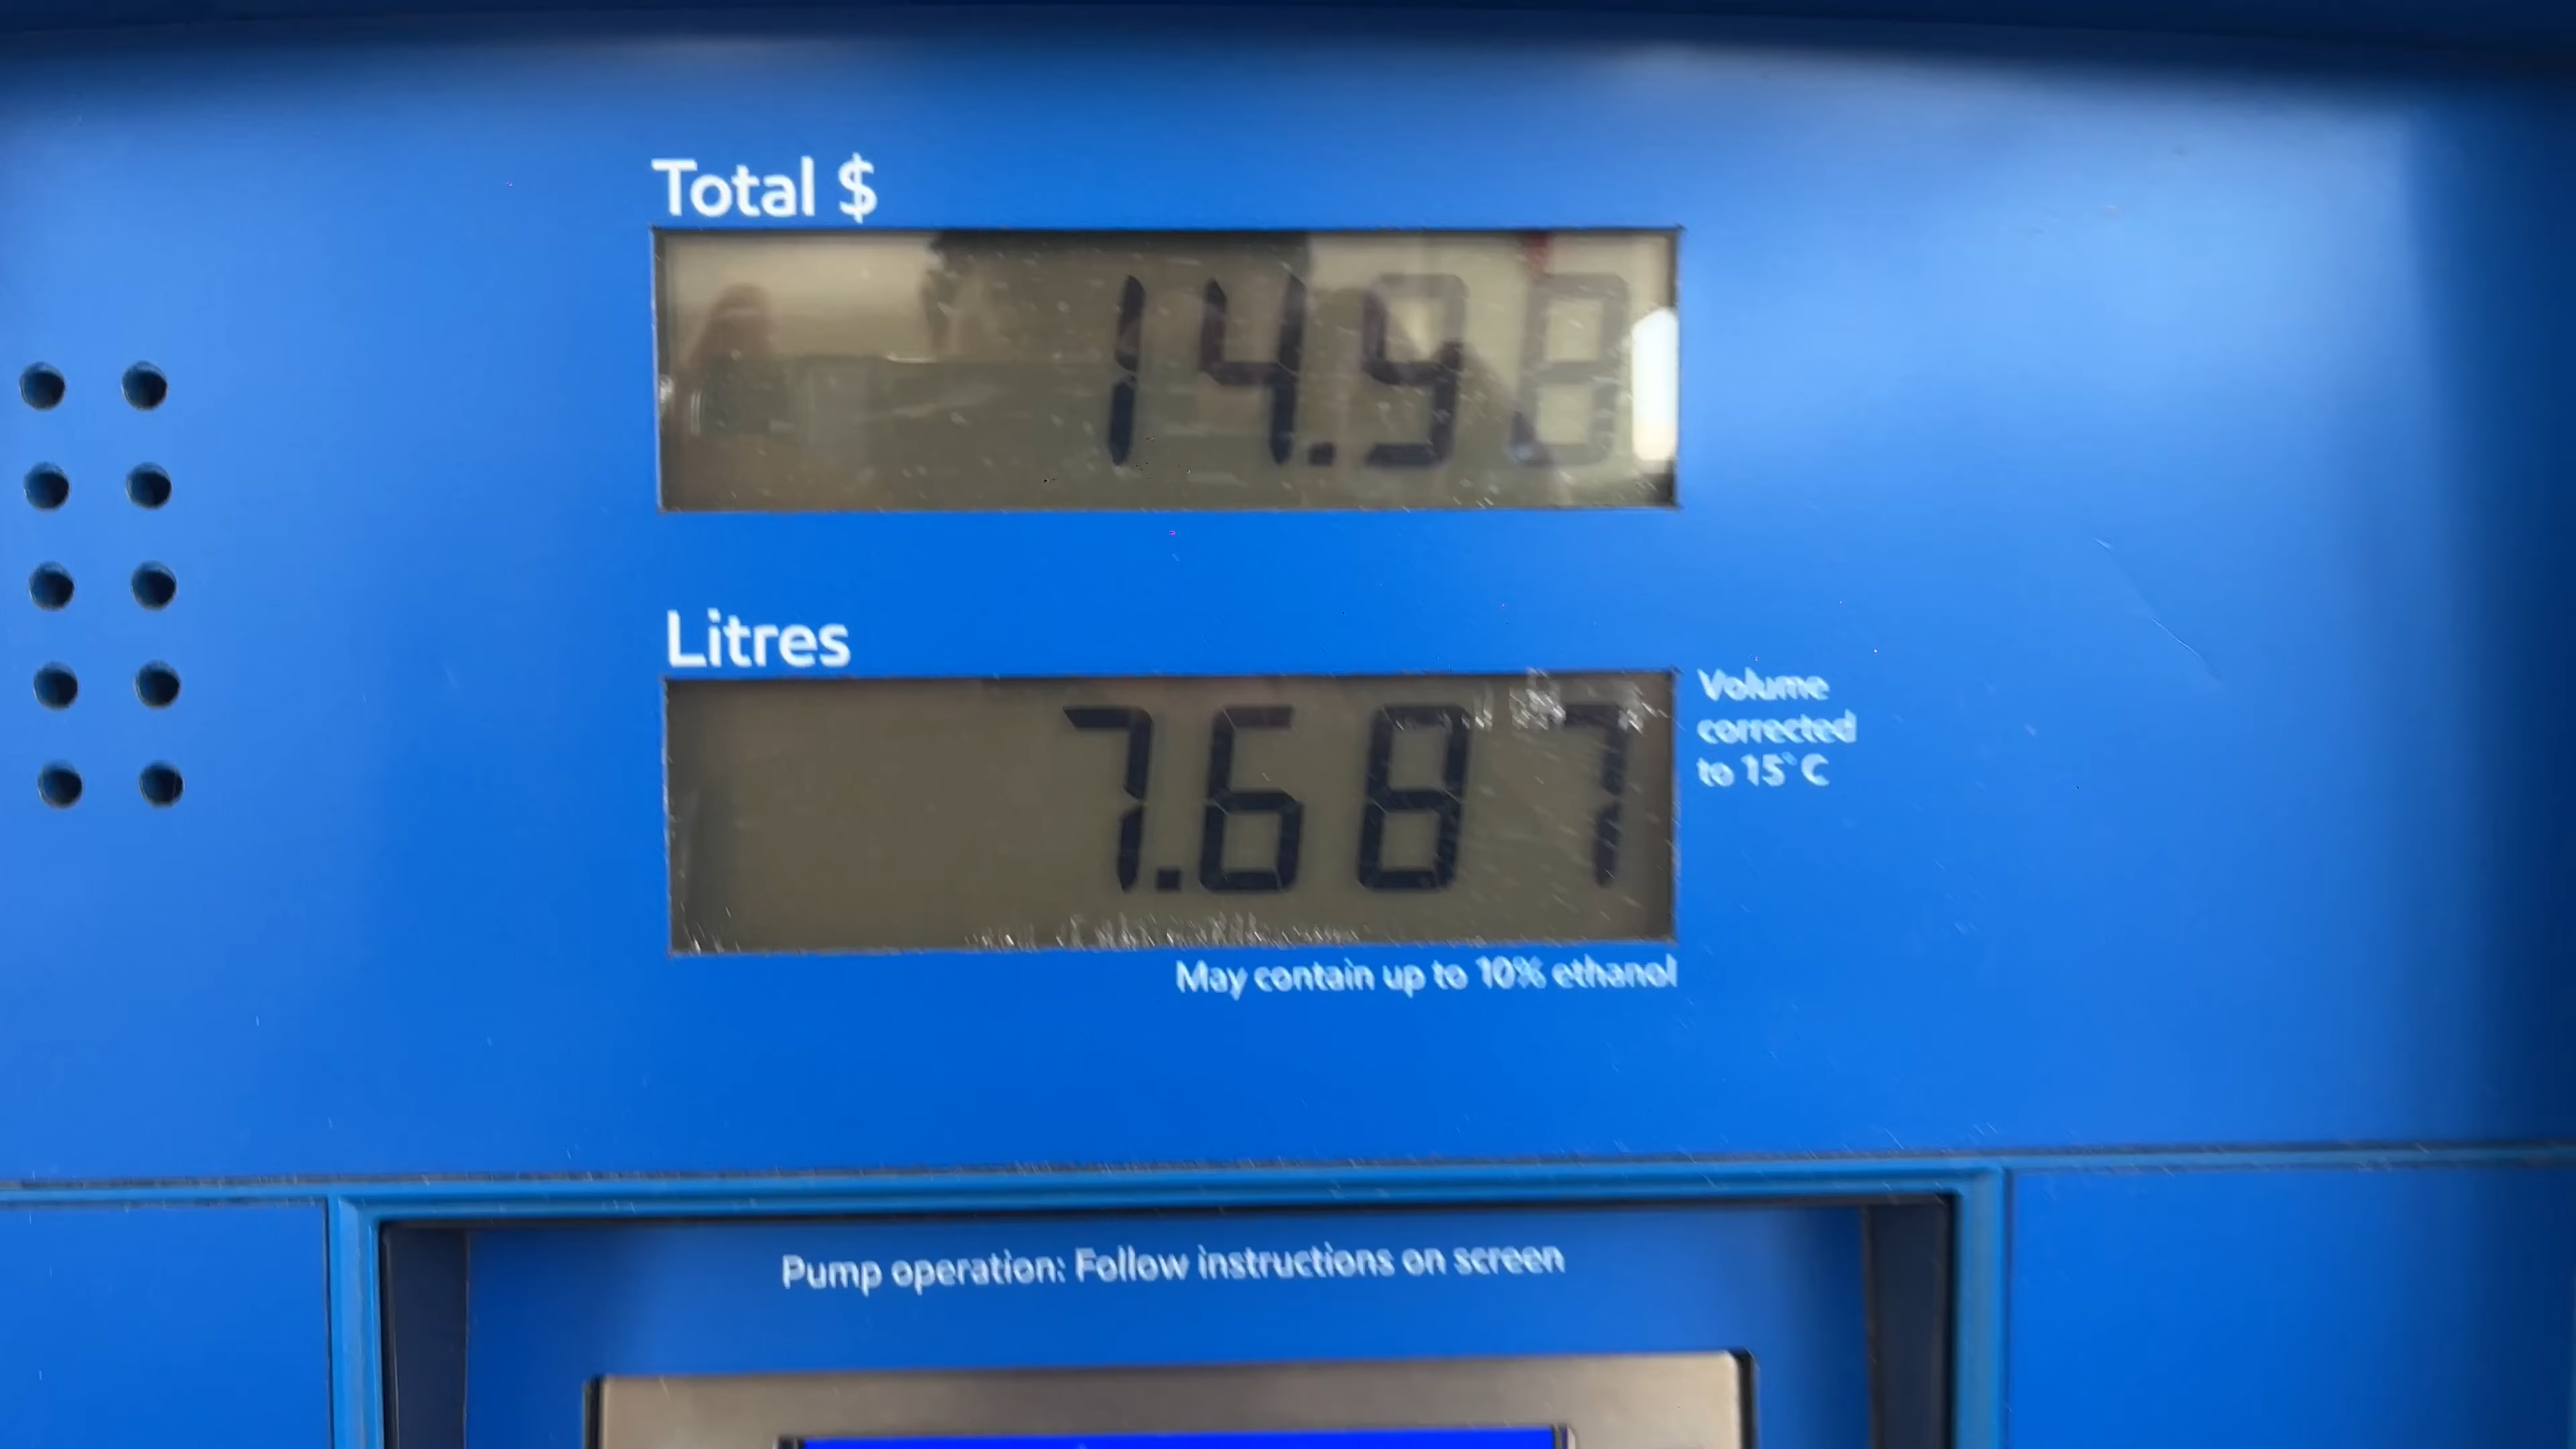 Total $
14.98
Litres
7.687
Volume
corrected
to 15°C
May contain up to 10% ethanol
Pump operation: Follow instructions on screen